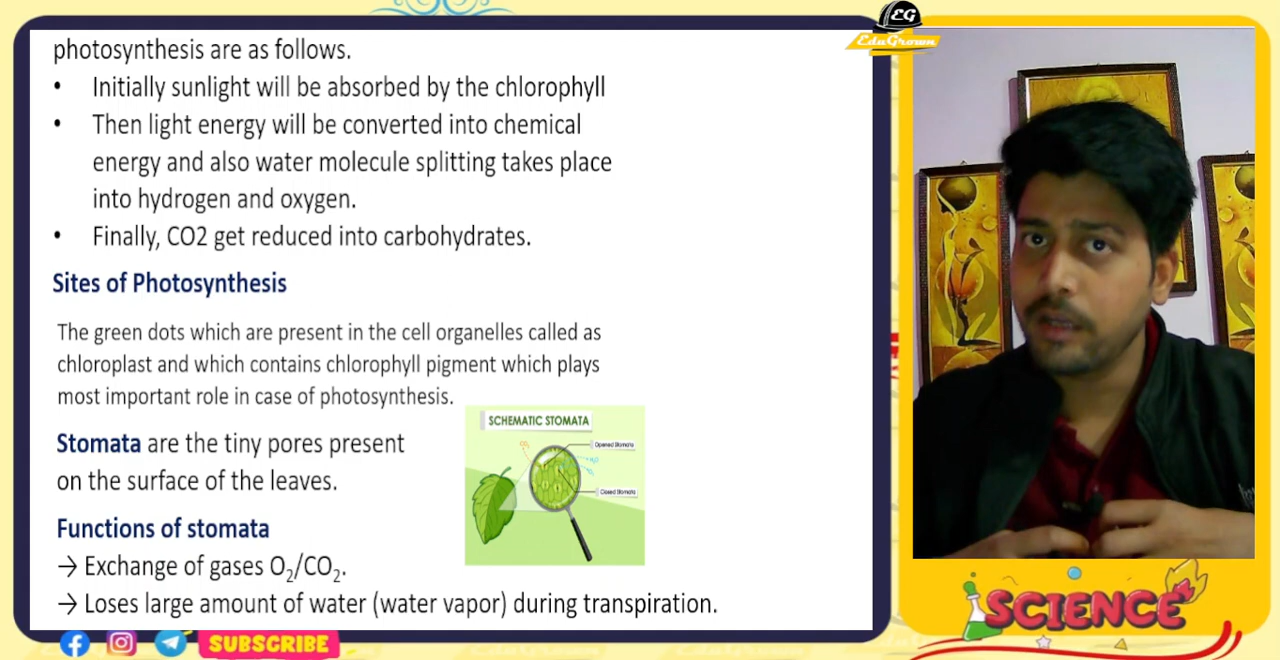 EG
EduGrown
photosynthesis are as follows.
• Initially sunlight will be absorbed by the chlorophyll
• Then light energy will be converted into chemical
energy and also water molecule splitting takes place
into hydrogen and oxygen.
• Finally, CO2 get reduced into carbohydrates.
Sites of Photosynthesis
The green dots which are present in the cell organelles called as
chloroplast and which contains chlorophyll pigment which plays
most important role in case of photosynthesis.
SCHEMATIC STOMATA
Opened Stomata
Closed Stomata
Stomata are the tiny pores present
on the surface of the leaves.
Functions of stomata
→ Exchange of gases O₂/CO₂.
→ Loses large amount of water (water vapor) during transpiration.
SUBSCRIBE
SCIENCE